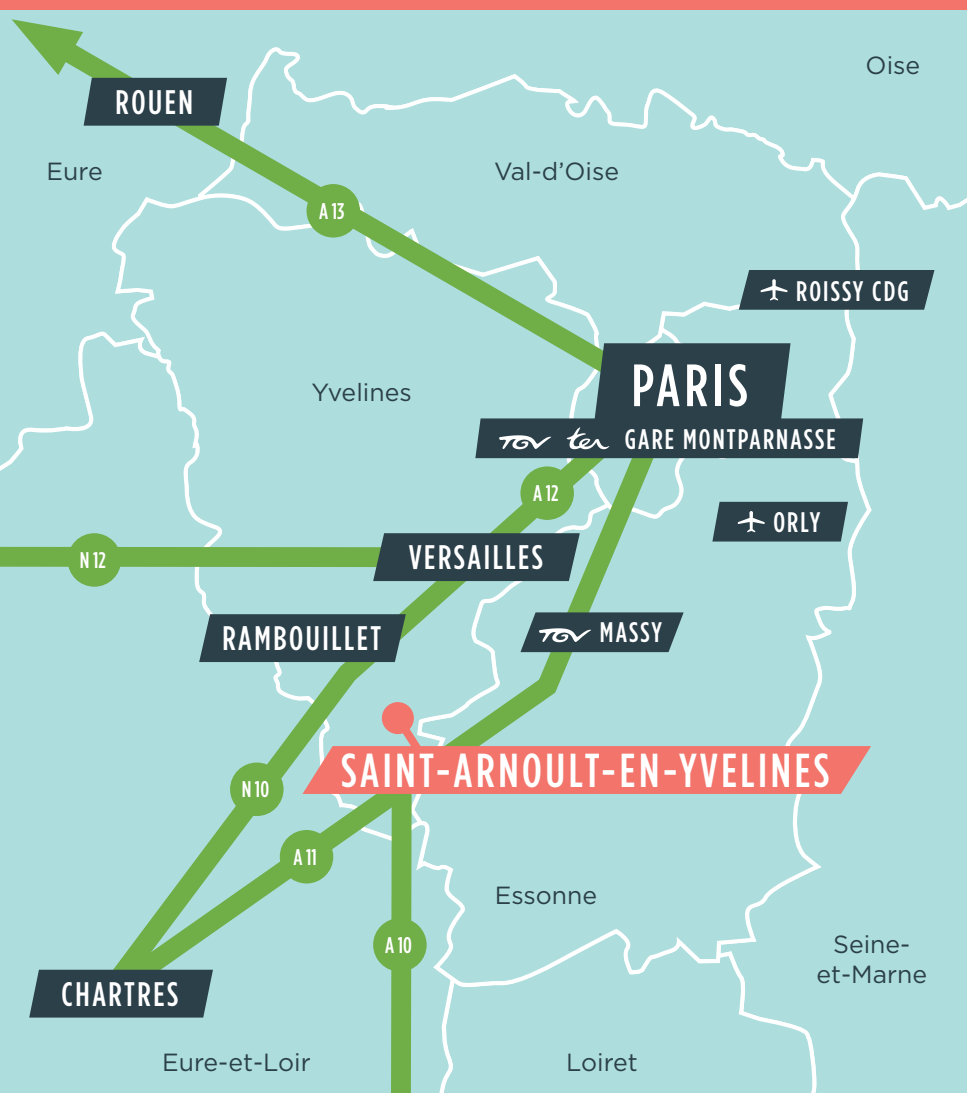 Oise
ROUEN
Eure
Val-d'Oise
A 13
ROISSY CDG
PARIS
Yvelines
TGV ter GARE MONTPARNASSE
A 12
ORLY
N 12
VERSAILLES
RAMBOUILLET
TGV MASSY
SAINT-ARNOULT-EN-YVELINES
N 10
A 11
Essonne
A 10
Seine-
et-Marne
CHARTRES
Eure-et-Loir
Loiret